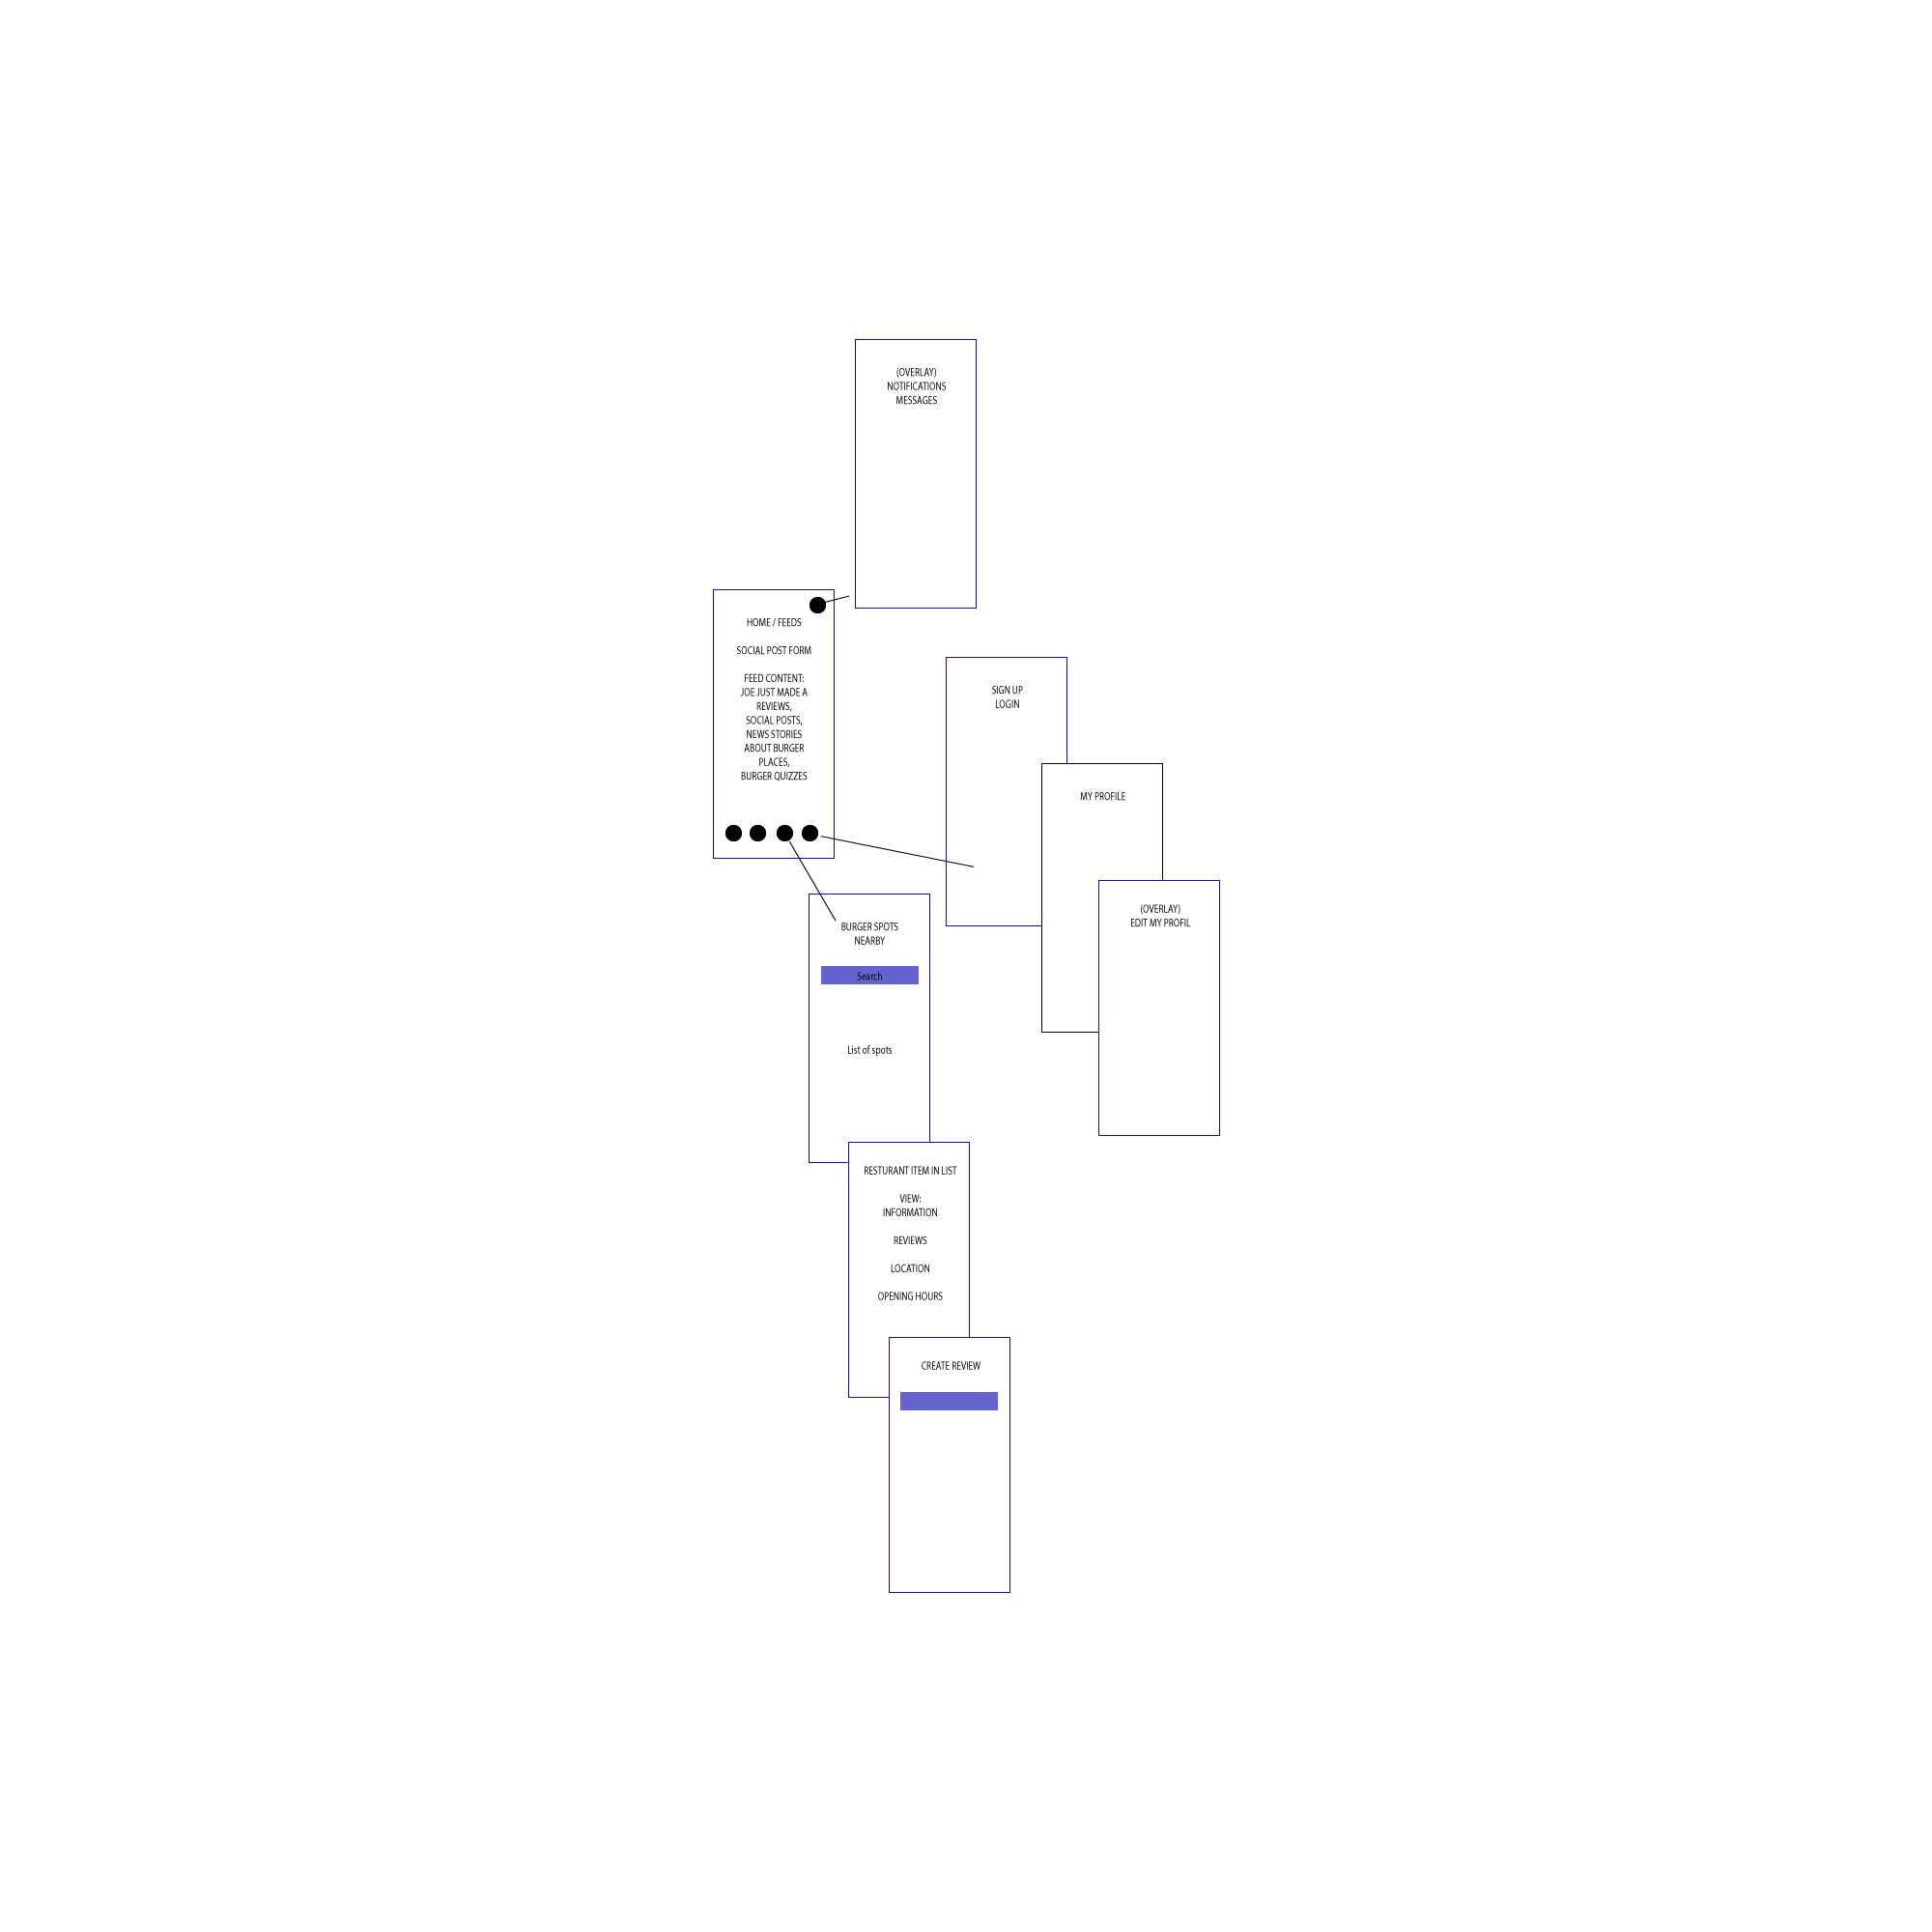 (OVERLAY)
NOTIFICATIONS
MESSAGES
HOME / FEEDS
SOCIAL POST FORM
FEED CONTENT:
JOE JUST MADE A
REVIEWS,
SOCIAL POSTS,
NEWS STORIES
ABOUT BURGER
PLACES,
BURGER QUIZZES
SIGN UP
LOGIN
MY PROFILE
(OVERLAY)
EDIT MY PROFIL
BURGER SPOTS
NEARBY
Search
List of spots
RESTURANT ITEM IN LIST
VIEW:
INFORMATION
REVIEWS
LOCATION
OPENING HOURS
CREATE REVIEW